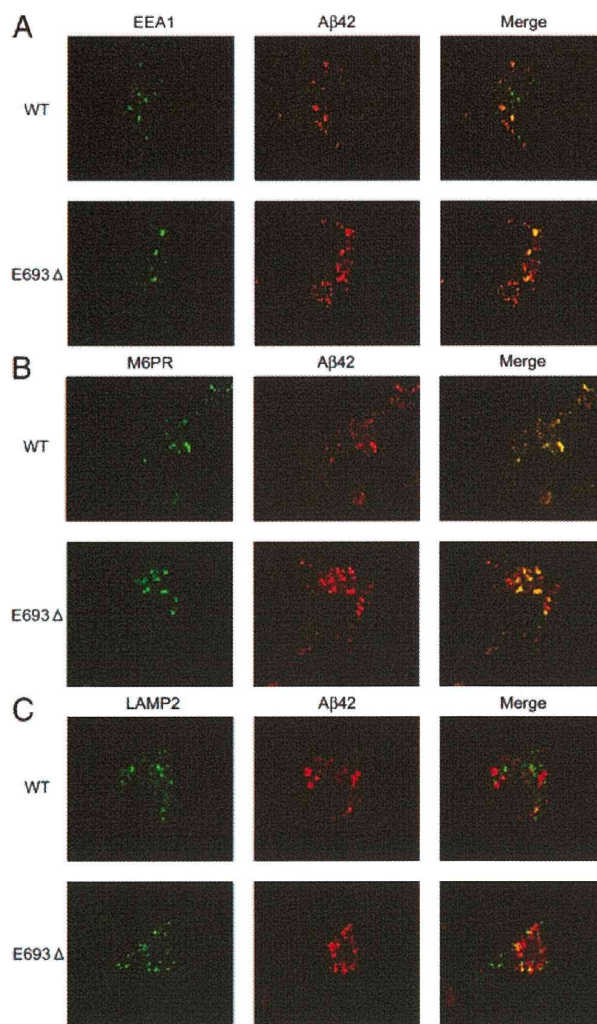 A
EEA1 Aβ42 Merge
WT
E693Δ
B
M6PR Aβ42 Merge
WT
E693Δ
C
LAMP2 Aβ42 Merge
WT
E693Δ